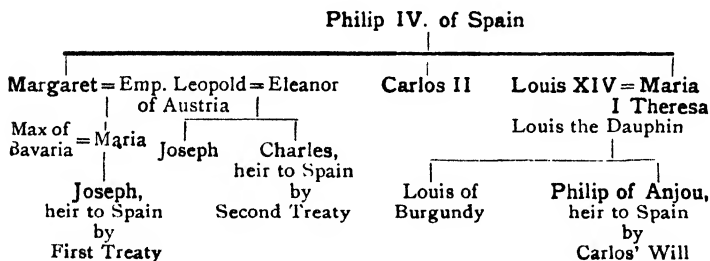 Philip IV. of Spain
Margaret = Emp. Leopold = Eleanor Carlos II Louis XIV = Maria
of Austria I Theresa
Max of Bavaria = Maria Joseph Charles, Louis the Dauphin
heir to Spain
by
Second Treaty
Joseph,
heir to Spain
by
First Treaty
Louis of
Burgundy
Philip of Anjou,
heir to Spain
by
Carlos' Will